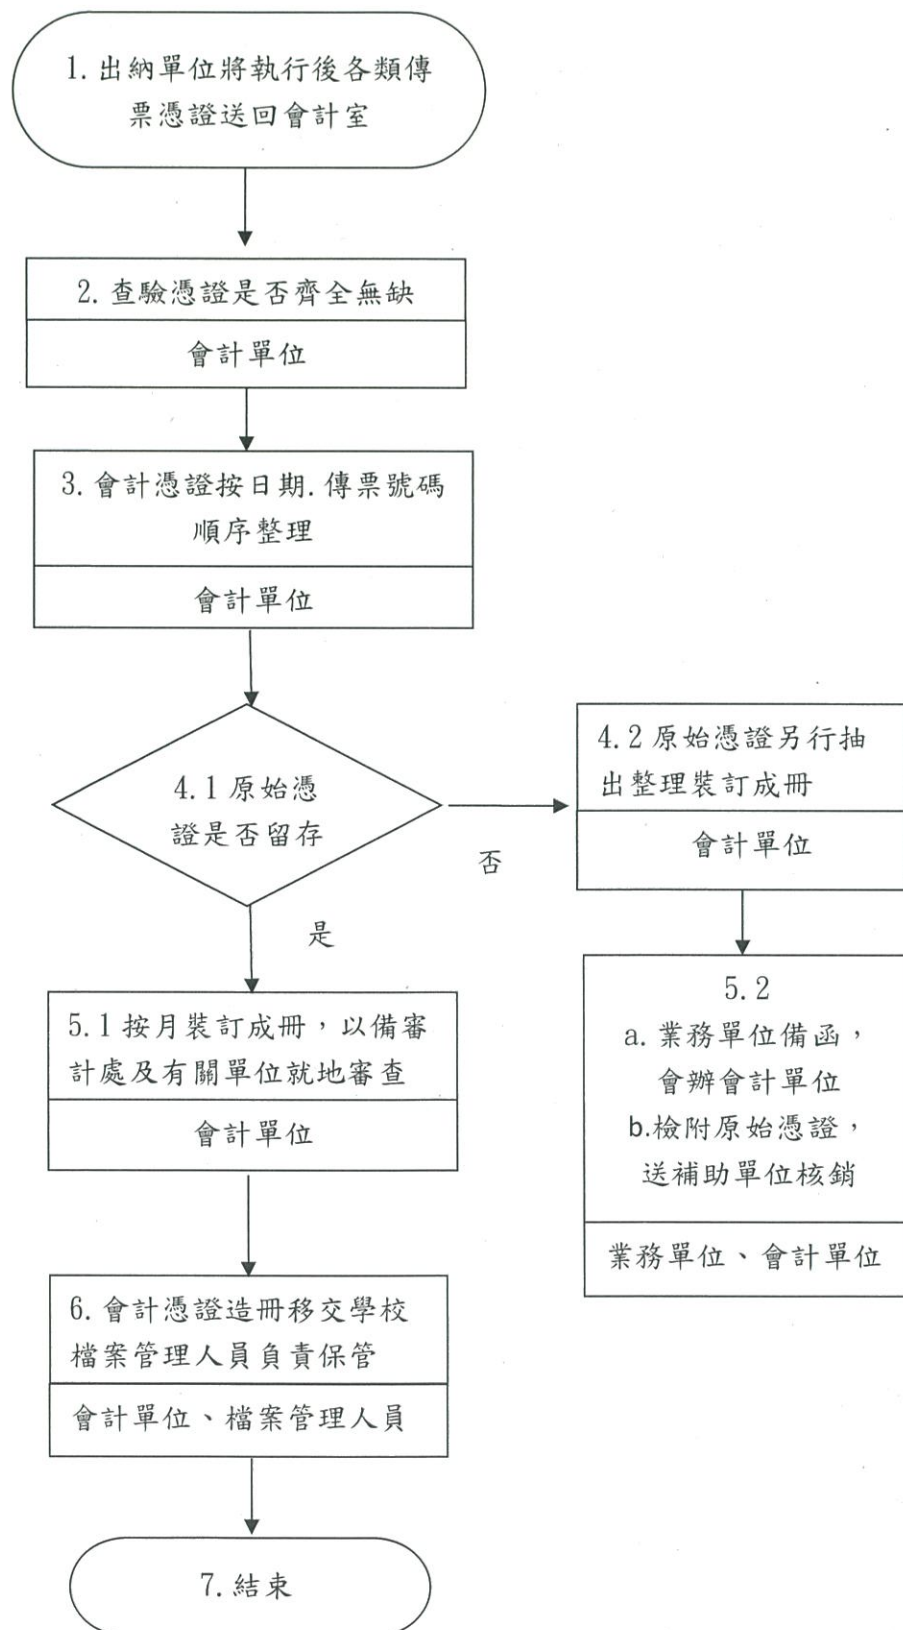 1. 出納單位將執行後各類傳
票憑證送回會計室
2. 查驗憑證是否齊全無缺
會計單位
3. 會計憑證按日期.傳票號碼
順序整理
會計單位
4.1 原始憑
證是否留存
否
是
4.2 原始憑證另行抽
出整理裝訂成冊
會計單位
5.1 按月裝訂成冊，以備審
計處及有關單位就地審查
會計單位
5.2
a. 業務單位備函，
會辦會計單位
b.檢附原始憑證，
送補助單位核銷
業務單位、會計單位
6. 會計憑證造冊移交學校
檔案管理人員負責保管
會計單位、檔案管理人員
7. 結束